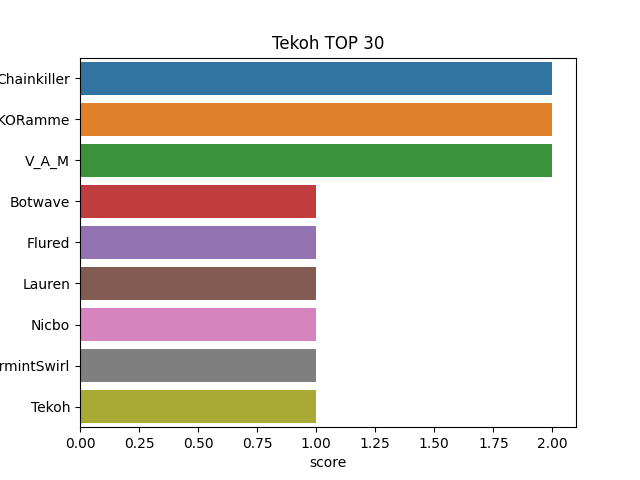 Tekoh TOP 30
Chainkiller
KORamme
V_A_M
Botwave
Flured
Lauren
Nicbo
rmintSwirl
Tekoh
0.00 0.25 0.50 0.75 1.00 1.25 1.50 1.75 2.00
score